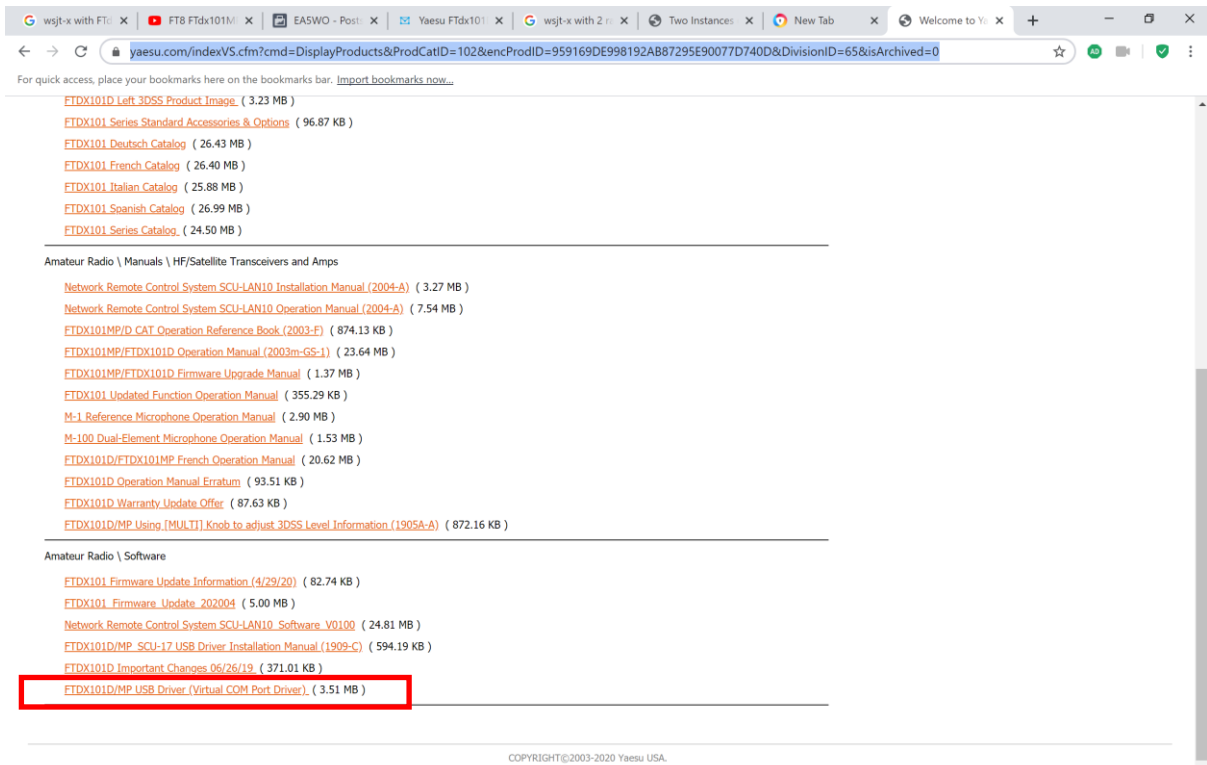 wsjt-x with FTd
FT8 FTdx101M
EA5WO - Posts
Yaesu FTdx101
wsjt-x with 2 r
Two Instances
New Tab
Welcome to Ya
yaesu.com/indexVS.cfm?cmd=DisplayProducts&ProdCatID=102&encProdID=959169DE998192AB87295E90077D740D&DivisionID=65&isArchived=0
For quick access, place your bookmarks here on the bookmarks bar. Import bookmarks now...
FTDX101D Left 3DSS Product Image ( 3.23 MB )
FTDX101 Series Standard Accessories & Options ( 96.87 KB )
FTDX101 Deutsch Catalog ( 26.43 MB )
FTDX101 French Catalog ( 26.40 MB )
FTDX101 Italian Catalog ( 25.88 MB )
FTDX101 Spanish Catalog ( 26.99 MB )
FTDX101 Series Catalog ( 24.50 MB )
Amateur Radio \ Manuals \ HF/Satellite Transceivers and Amps
Network Remote Control System SCU-LAN10 Installation Manual (2004-A) ( 3.27 MB )
Network Remote Control System SCU-LAN10 Operation Manual (2004-A) ( 7.54 MB )
FTDX101MP/D CAT Operation Reference Book (2003-F) ( 874.13 KB )
FTDX101MP/FTDX101D Operation Manual (2003m-GS-1) ( 23.64 MB )
FTDX101MP/FTDX101D Firmware Upgrade Manual ( 1.37 MB )
FTDX101 Updated Function Operation Manual ( 355.29 KB )
M-1 Reference Microphone Operation Manual ( 2.90 MB )
M-100 Dual-Element Microphone Operation Manual ( 1.53 MB )
FTDX101D/FTDX101MP French Operation Manual ( 20.62 MB )
FTDX101D Operation Manual Erratum ( 93.51 KB )
FTDX101D Warranty Update Offer ( 87.63 KB )
FTDX101D/MP Using [MULTI] Knob to adjust 3DSS Level Information (1905A-A) ( 872.16 KB )
Amateur Radio \ Software
FTDX101 Firmware Update Information (4/29/20) ( 82.74 KB )
FTDX101_Firmware_Update_202004 ( 5.00 MB )
Network Remote Control System SCU-LAN10_Software_V0100 ( 24.81 MB )
FTDX101D/MP_SCU-17 USB Driver Installation Manual (1909-C) ( 594.19 KB )
FTDX101D Important Changes 06/26/19 ( 371.01 KB )
FTDX101D/MP USB Driver (Virtual COM Port Driver) ( 3.51 MB )
COPYRIGHT©2003-2020 Yaesu USA.